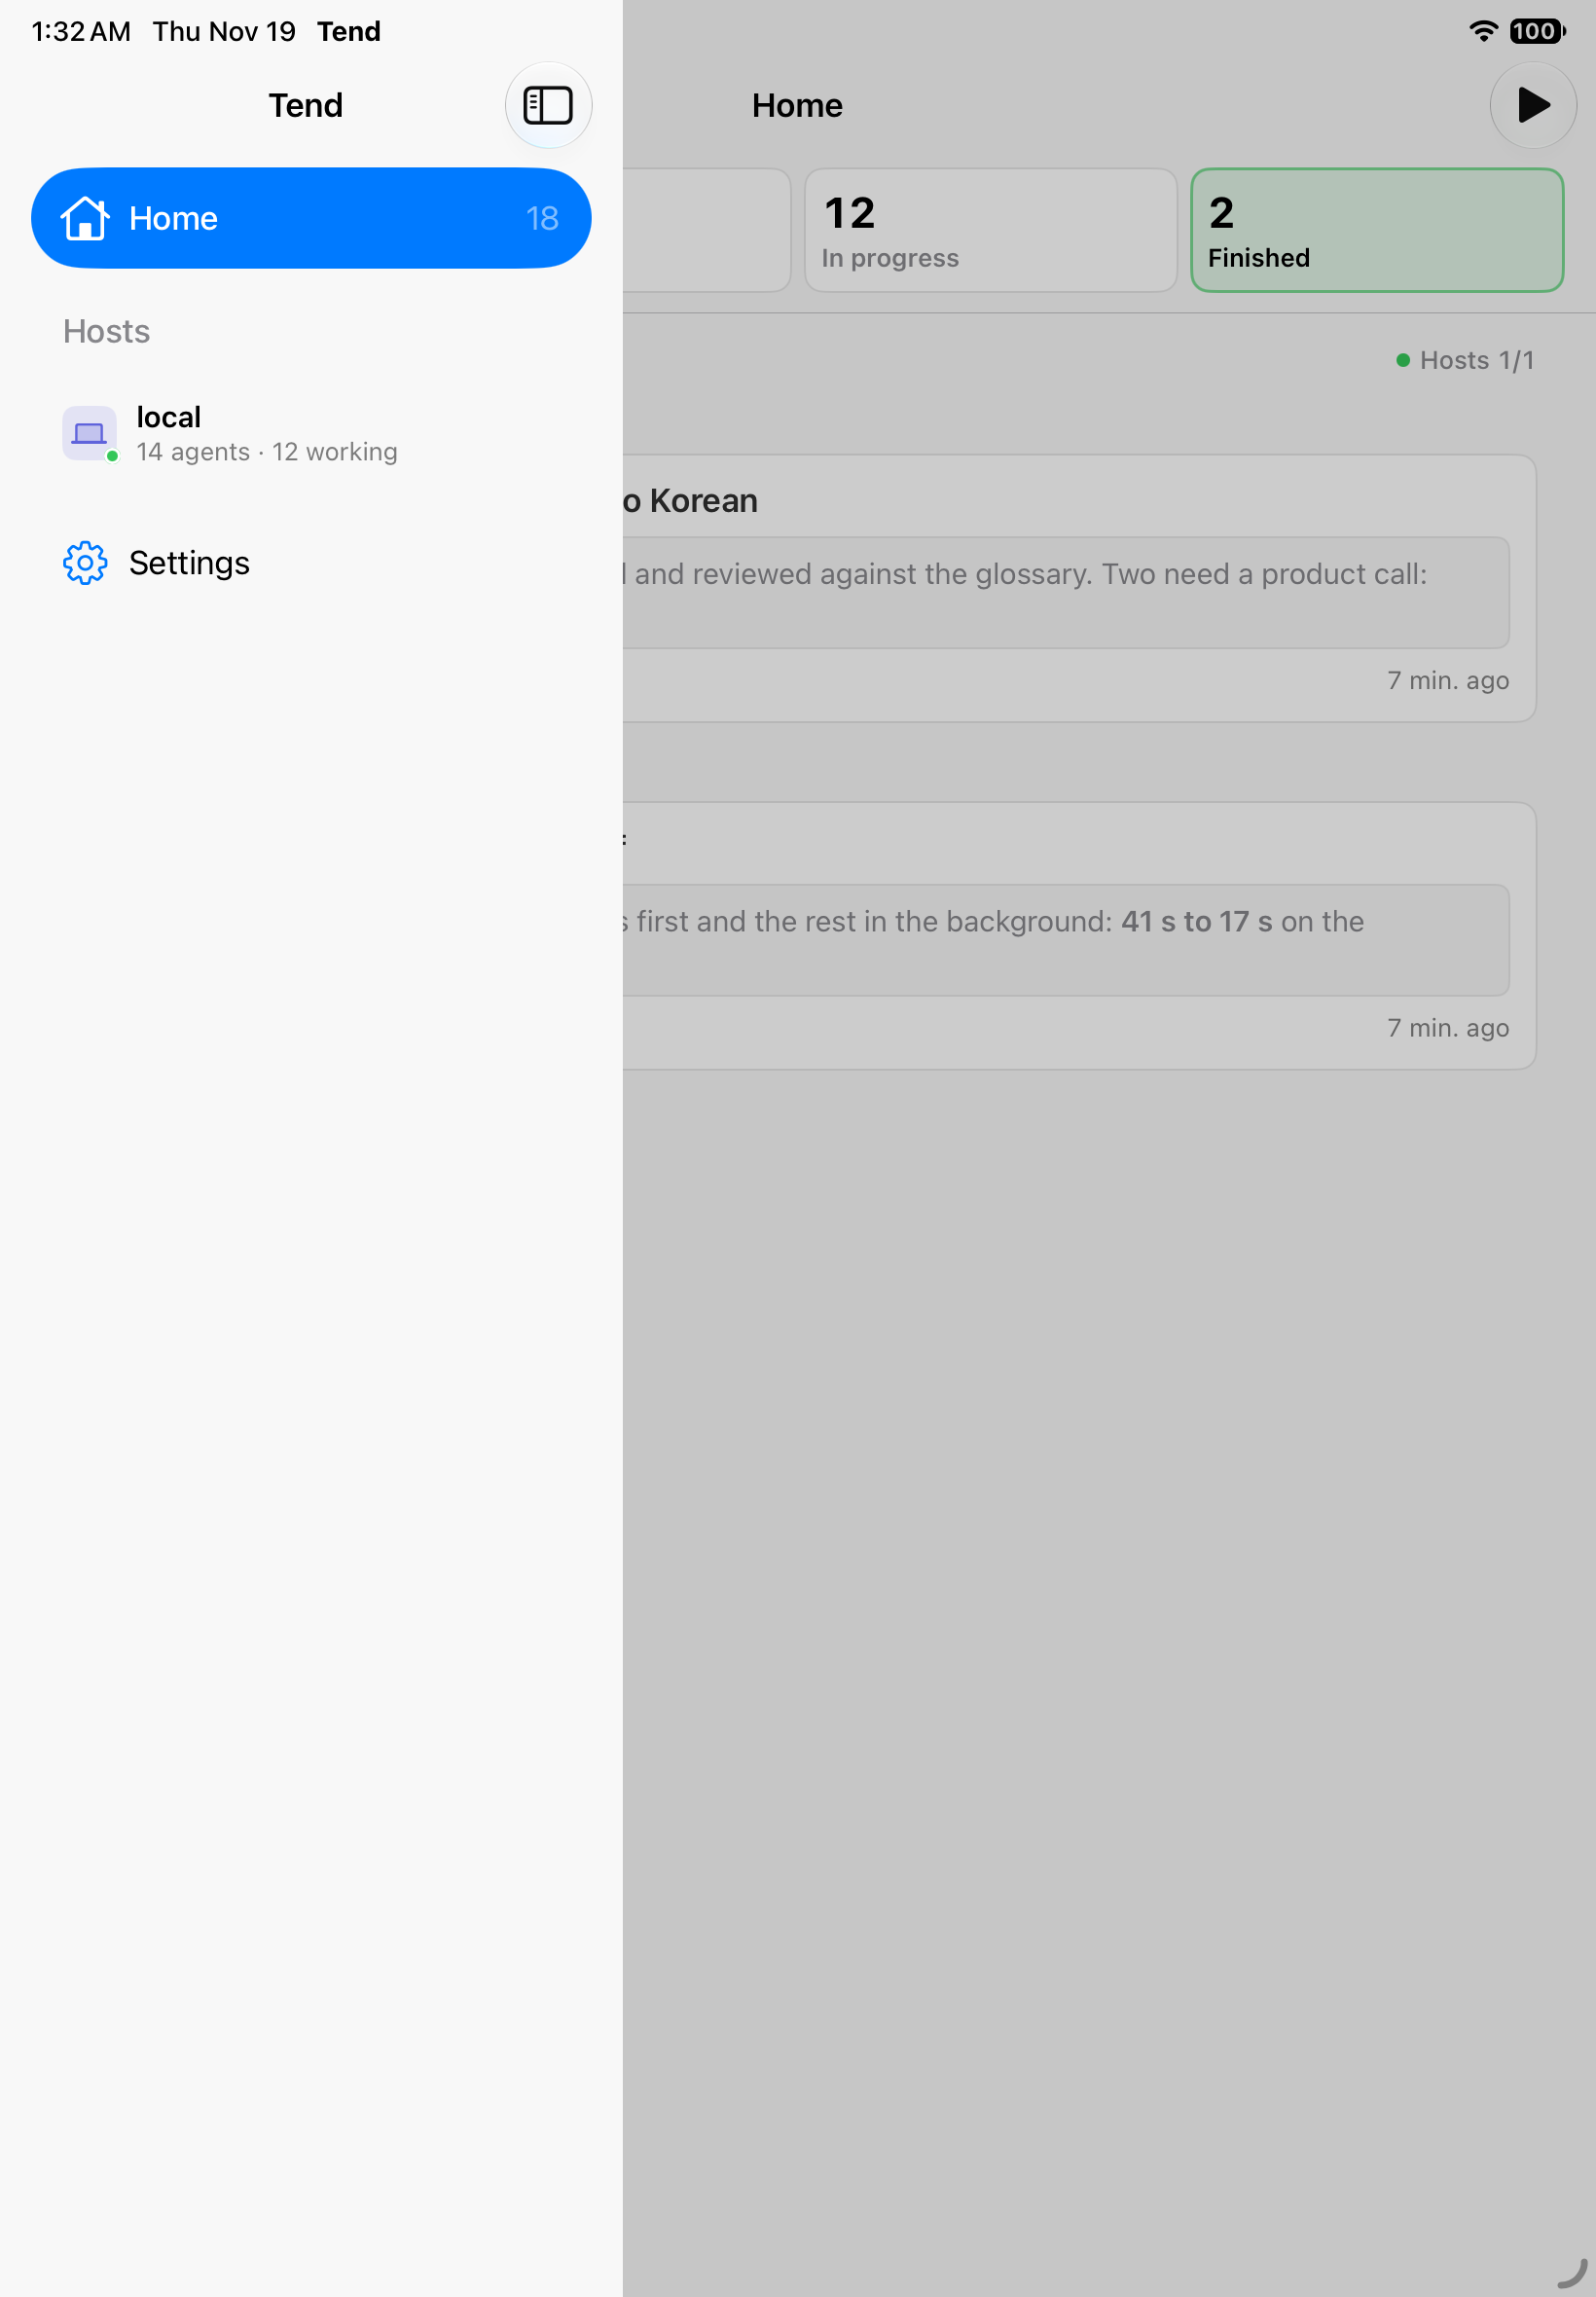 1:32 AM Thu Nov 19 Tend
100
Tend
Home
Home 18
12
In progress
2
Finished
Hosts
Hosts 1/1
local
14 agents · 12 working
o Korean
Settings
and reviewed against the glossary. Two need a product call:
7 min. ago
s first and the rest in the background: 41 s to 17 s on the
7 min. ago